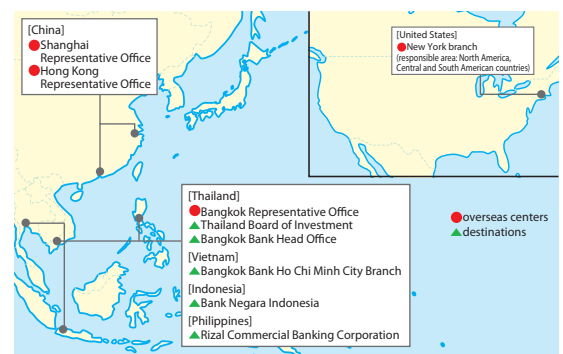 [China]
Shanghai
Representative Office
Hong Kong
Representative Office
[United States]
New York branch
(responsible area: North America,
Central and South American countries)
[Thailand]
Bangkok Representative Office
Thailand Board of Investment
Bangkok Bank Head Office
[Vietnam]
Bangkok Bank Ho Chi Minh City Branch
[Indonesia]
Bank Negara Indonesia
[Philippines]
Rizal Commercial Banking Corporation
overseas centers
destinations